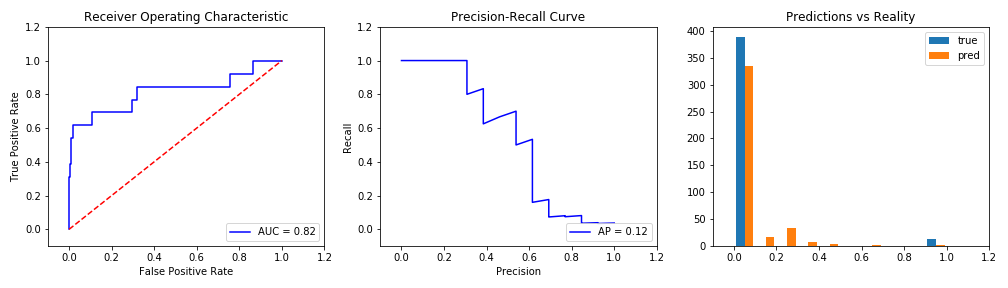 Receiver Operating Characteristic
1.2
1.0
0.8
0.6
0.4
0.2
0.0
True Positive Rate
AUC = 0.82
0.0 0.2 0.4 0.6 0.8 1.0 1.2
False Positive Rate
Precision-Recall Curve
1.2
1.0
0.8
0.6
0.4
0.2
0.0
Recall
AP = 0.12
0.0 0.2 0.4 0.6 0.8 1.0 1.2
Precision
Predictions vs Reality
400
350
300
250
200
150
100
50
0
true
pred
0.0 0.2 0.4 0.6 0.8 1.0 1.2